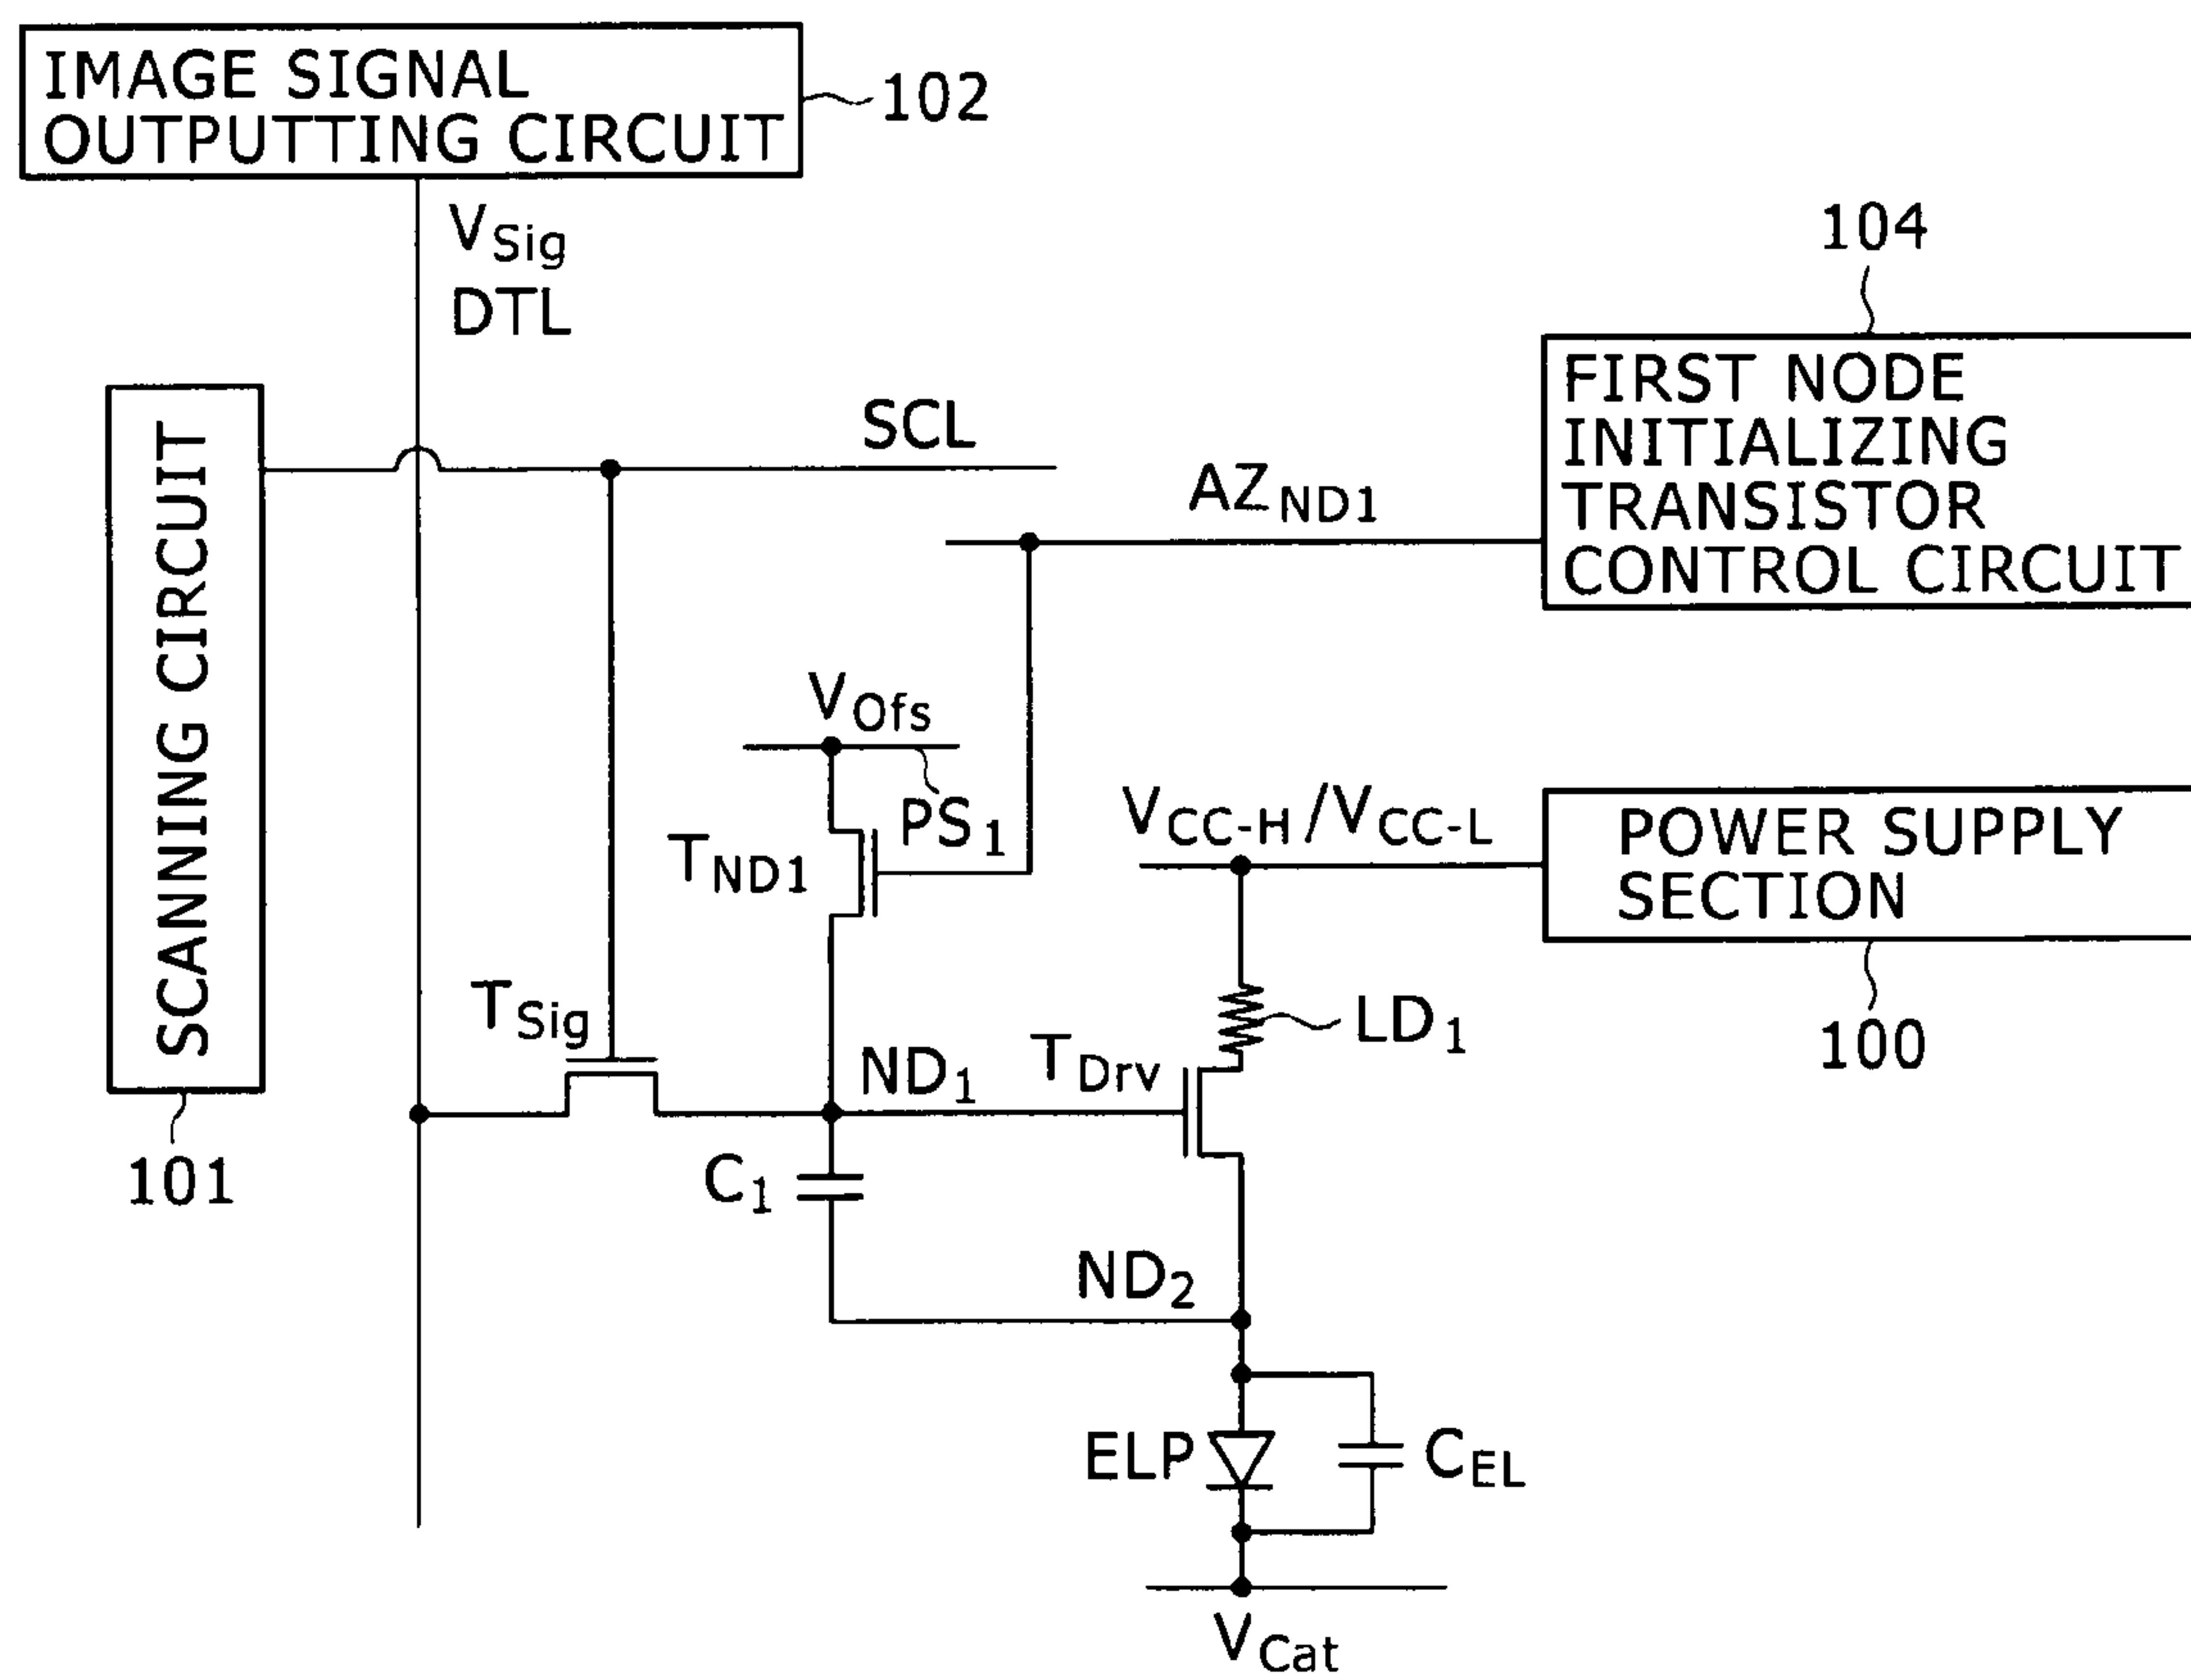 IMAGE SIGNAL
OUTPUTTING CIRCUIT
102
VSig
DTL
104
FIRST NODE
INITIALIZING
TRANSISTOR
CONTROL CIRCUIT
SCANNING CIRCUIT
101
SCL
AZND1
VOfs
PS1
TND1
VCC-H/VCC-L
POWER SUPPLY
SECTION
100
TSig
ND1
TDrv
LD1
C1
ND2
ELP
CEL
VCat